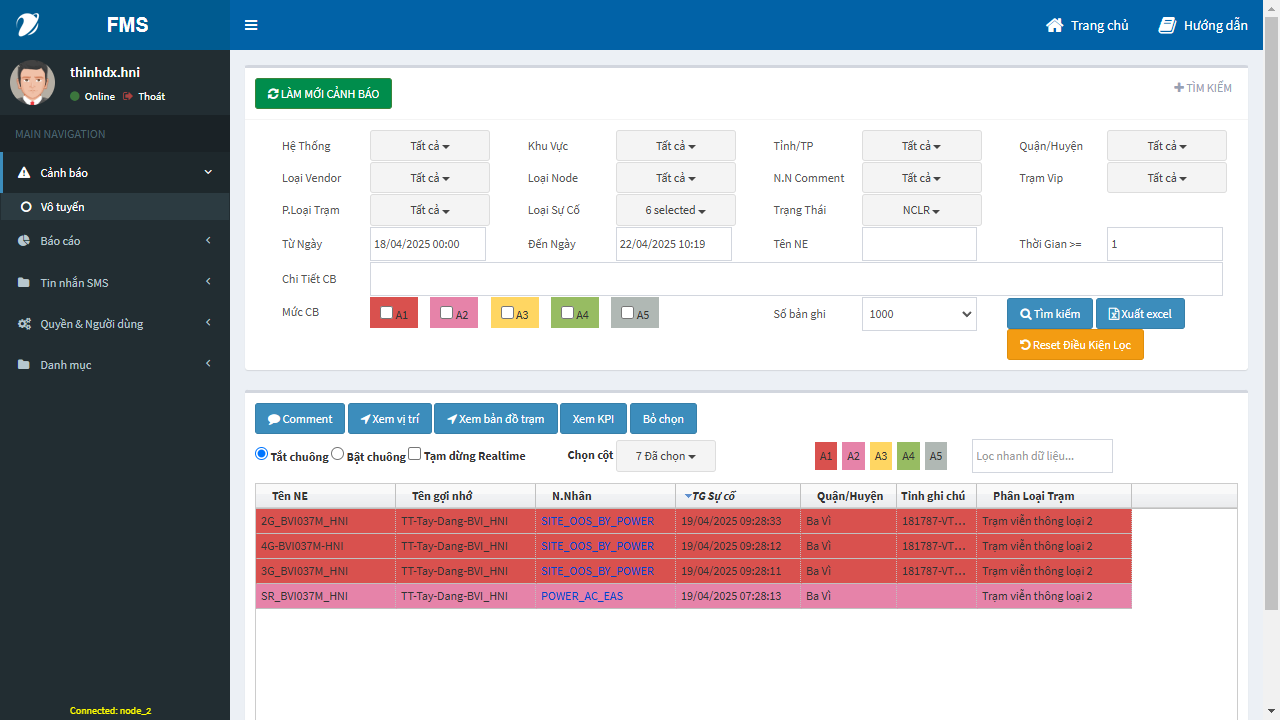 FMS
Trang chủ
Hướng dẫn
thinhdx.hni
Online Thoát
MAIN NAVIGATION
Cảnh báo
Vô tuyến
Báo cáo
Tin nhắn SMS
Quyền & Người dùng
Danh mục
Connected: node_2
LÀM MỚI CẢNH BÁO
TÌM KIẾM
Hệ Thống Tất cả Khu Vực Tất cả Tỉnh/TP Tất cả Quận/Huyện Tất cả
Loại Vendor Tất cả Loại Node Tất cả N.N Comment Tất cả Trạm Vip Tất cả
P.Loại Trạm Tất cả Loại Sự Cố 6 selected Trạng Thái NCLR
Từ Ngày 18/04/2025 00:00 Đến Ngày 22/04/2025 10:19 Tên NE Thời Gian >= 1
Chi Tiết CB
Mức CB A1 A2 A3 A4 A5 Số bản ghi 1000 Tìm kiếm Xuất excel
Reset Điều Kiện Lọc
Comment Xem vị trí Xem bản đồ trạm Xem KPI Bỏ chọn
Tắt chuông Bật chuông Tạm dừng Realtime Chọn cột 7 Đã chọn A1 A2 A3 A4 A5 Lọc nhanh dữ liệu...
Tên NE Tên gợi nhớ N.Nhân TG Sự cố Quận/Huyện Tỉnh ghi chú Phân Loại Trạm
2G_BVI037M_HNI TT-Tay-Dang-BVI_HNI SITE_OOS_BY_POWER 19/04/2025 09:28:33 Ba Vì 181787-VT... Trạm viễn thông loại 2
4G-BVI037M-HNI TT-Tay-Dang-BVI_HNI SITE_OOS_BY_POWER 19/04/2025 09:28:12 Ba Vì 181787-VT... Trạm viễn thông loại 2
3G_BVI037M_HNI TT-Tay-Dang-BVI_HNI SITE_OOS_BY_POWER 19/04/2025 09:28:11 Ba Vì 181787-VT... Trạm viễn thông loại 2
SR_BVI037M_HNI TT-Tay-Dang-BVI_HNI POWER_AC_EAS 19/04/2025 07:28:13 Ba Vì Trạm viễn thông loại 2